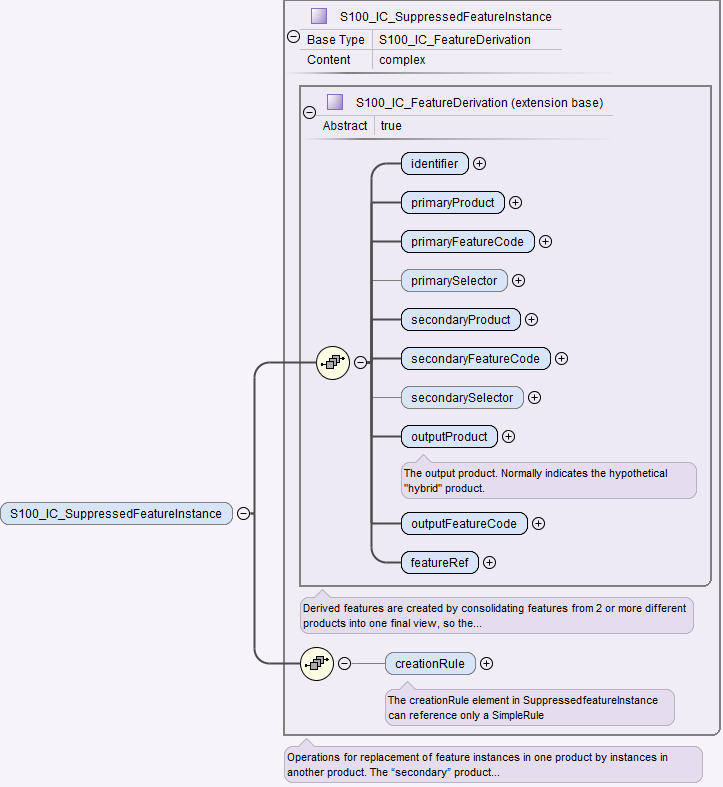 S100_IC_SuppressedFeatureInstance
Base Type S100_IC_FeatureDerivation
Content complex
S100_IC_FeatureDerivation (extension base)
Abstract true
identifier
primaryProduct
primaryFeatureCode
primarySelector
secondaryProduct
secondaryFeatureCode
secondarySelector
outputProduct
The output product. Normally indicates the hypothetical
"hybrid" product.
outputFeatureCode
featureRef
S100_IC_SuppressedFeatureInstance
Derived features are created by consolidating features from 2 or more different
products into one final view, so the...
creationRule
The creationRule element in SuppressedfeatureInstance
can reference only a SimpleRule
Operations for replacement of feature instances in one product by instances in
another product. The “secondary” product...